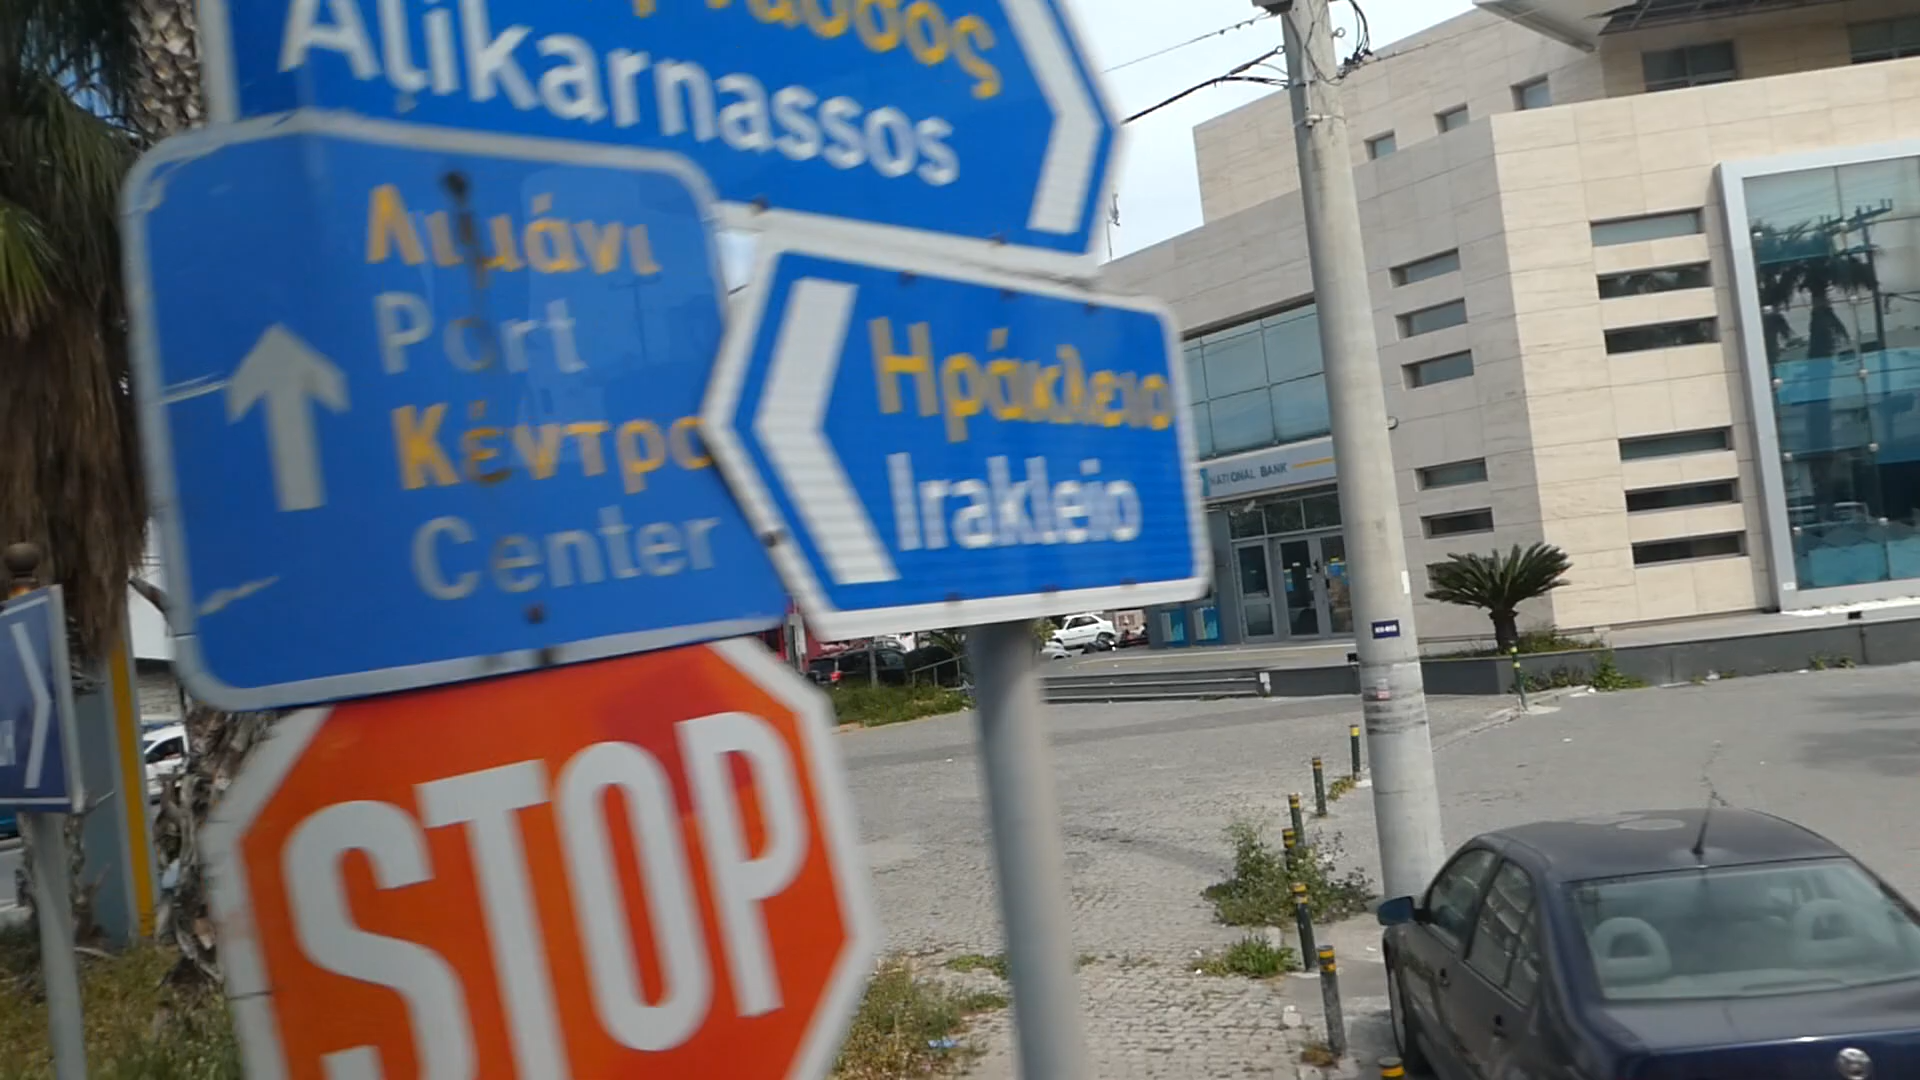 Alikarnassos
Λιμάνι
Port
Κέντρο
Center
Ηράκλειο
Irakleio
NATIONAL BANK
STOP